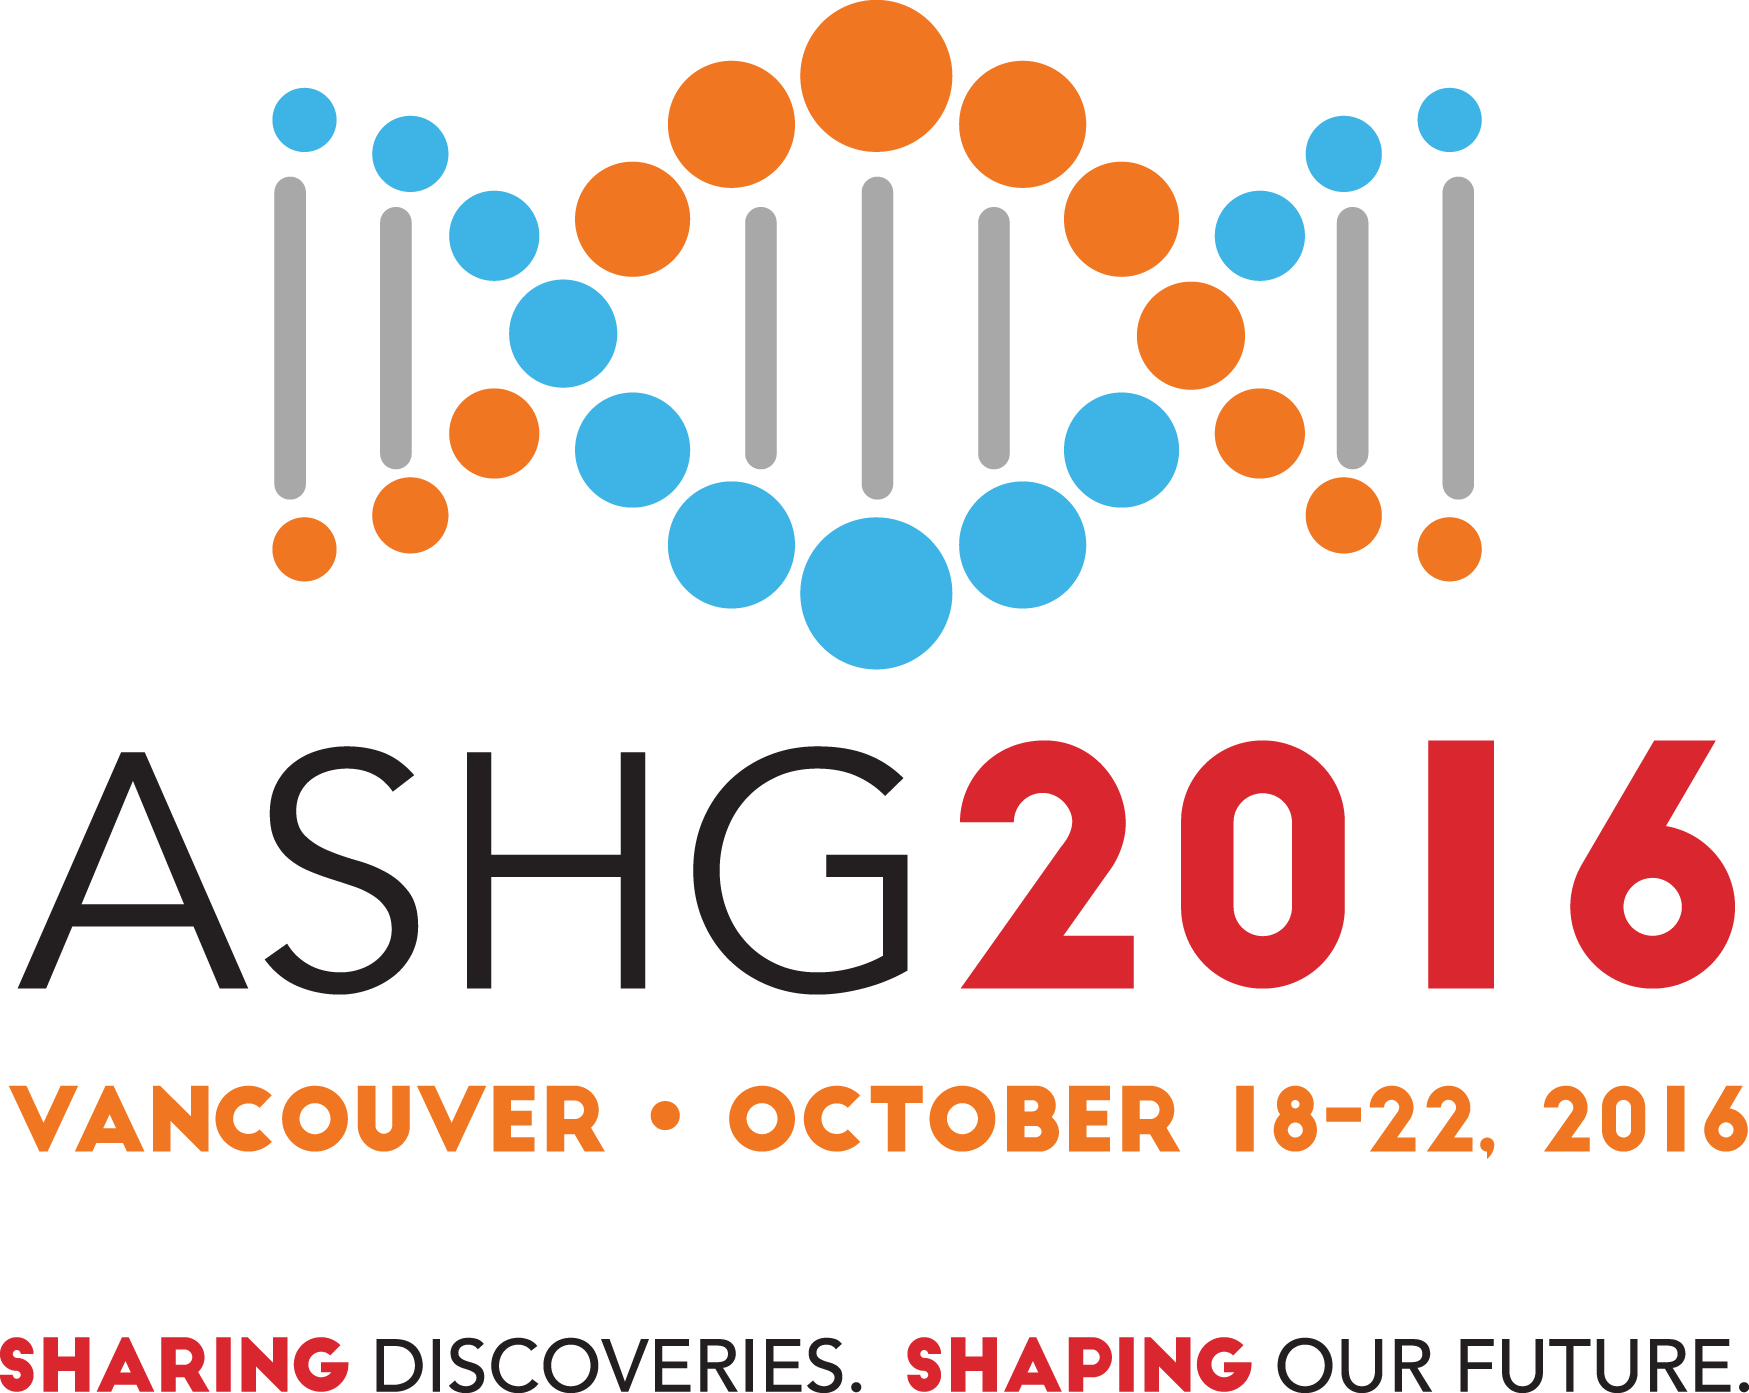 ASHG2016
VANCOUVER • OCTOBER 18-22, 2016
SHARING DISCOVERIES. SHAPING OUR FUTURE.